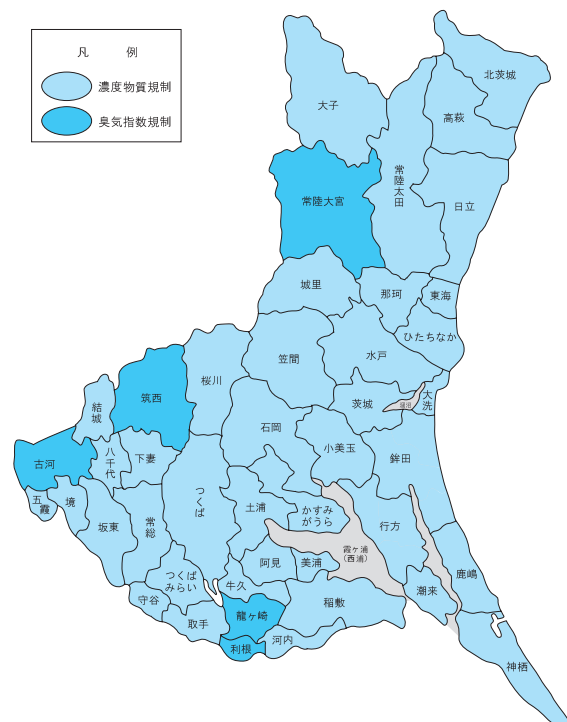 凡 例
濃度物質規制
臭気指数規制
北茨城
大子
高萩
常陸太田
常陸大宮
日立
城里
那珂
東海
ひたちなか
笠間
水戸
桜川
筑西
茨城
涸沼
大洗
結城
石岡
小美玉
鉾田
古河
八千代
下妻
五霞
境
坂東
常総
つくば
土浦
かすみ
がうら
行方
霞ヶ浦
(西浦)
阿見
美浦
鹿嶋
つくば
みらい
牛久
潮来
守谷
稲敷
取手
龍ヶ崎
利根
河内
神栖